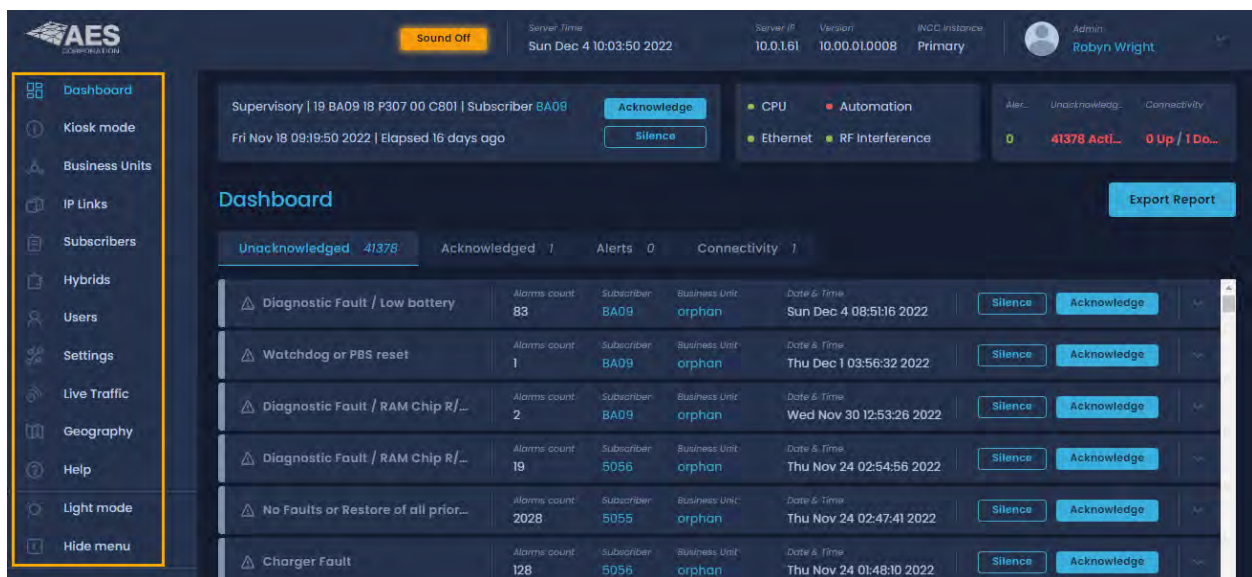 AES
CORPORATION
Sound Off
Server Time
Sun Dec 4 10:03:50 2022
Server IP
10.0.1.61
Version
10.00.01.0008
INCC Instance
Primary
Admin
Robyn Wright
Dashboard
Kiosk mode
Business Units
IP Links
Subscribers
Hybrids
Users
Settings
Live Traffic
Geography
Help
Light mode
Hide menu
Supervisory | 19 BA09 18 P307 00 C801 | Subscriber BA09
Acknowledge
Fri Nov 18 09:19:50 2022 | Elapsed 16 days ago
Silence
CPU
Automation
Ethernet
RF Interference
Aler...
Unacknowledg...
Connectivity
0
41378 Acti...
0 Up / 1 Do...
Dashboard
Export Report
Unacknowledged 41378
Acknowledged 1
Alerts 0
Connectivity 1
Diagnostic Fault / Low battery
Alarms count
83
Subscriber
BA09
Business Unit
orphan
Date & Time
Sun Dec 4 08:51:16 2022
Silence
Acknowledge
Watchdog or PBS reset
Alarms count
1
Subscriber
BA09
Business Unit
orphan
Date & Time
Thu Dec 1 03:56:32 2022
Silence
Acknowledge
Diagnostic Fault / RAM Chip R/...
Alarms count
2
Subscriber
BA09
Business Unit
orphan
Date & Time
Wed Nov 30 12:53:26 2022
Silence
Acknowledge
Diagnostic Fault / RAM Chip R/...
Alarms count
19
Subscriber
5056
Business Unit
orphan
Date & Time
Thu Nov 24 02:54:56 2022
Silence
Acknowledge
No Faults or Restore of all prior...
Alarms count
2028
Subscriber
5055
Business Unit
orphan
Date & Time
Thu Nov 24 02:47:41 2022
Silence
Acknowledge
Charger Fault
Alarms count
128
Subscriber
5056
Business Unit
orphan
Date & Time
Thu Nov 24 01:48:10 2022
Silence
Acknowledge